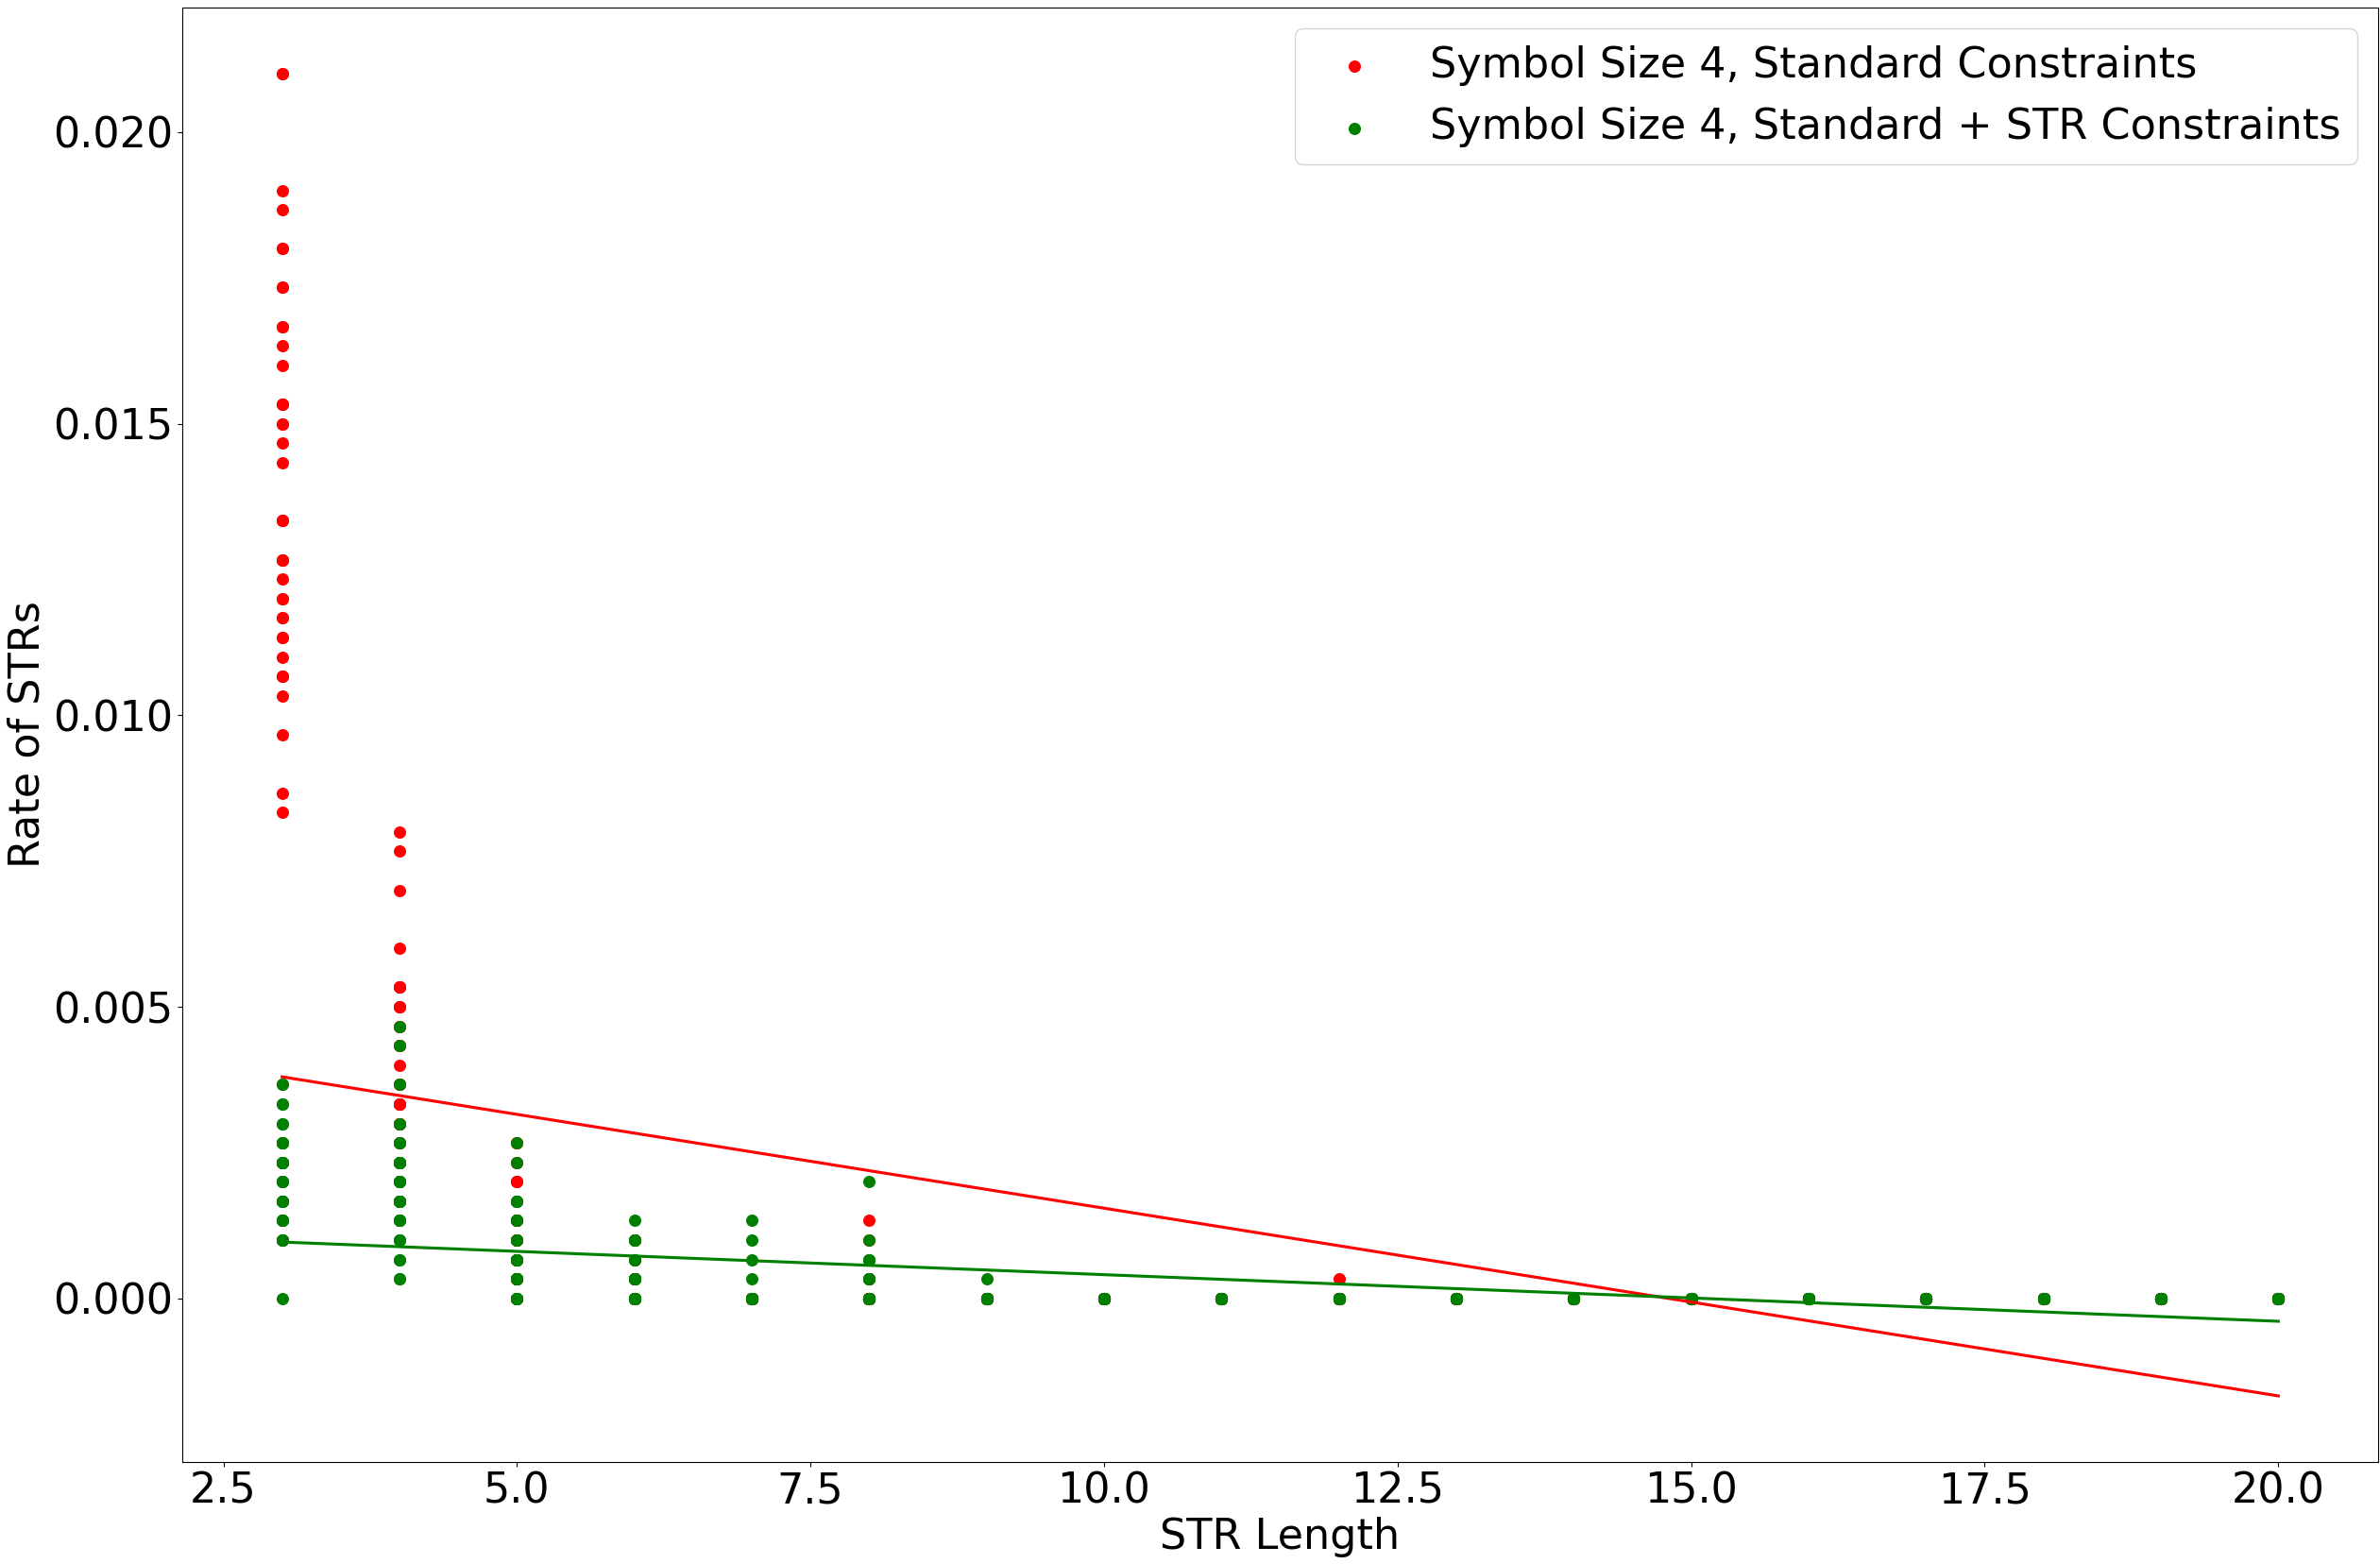 Symbol Size 4, Standard Constraints
Symbol Size 4, Standard + STR Constraints
Rate of STRs
0.020
0.015
0.010
0.005
0.000
2.5 5.0 7.5 10.0 12.5 15.0 17.5 20.0
STR Length